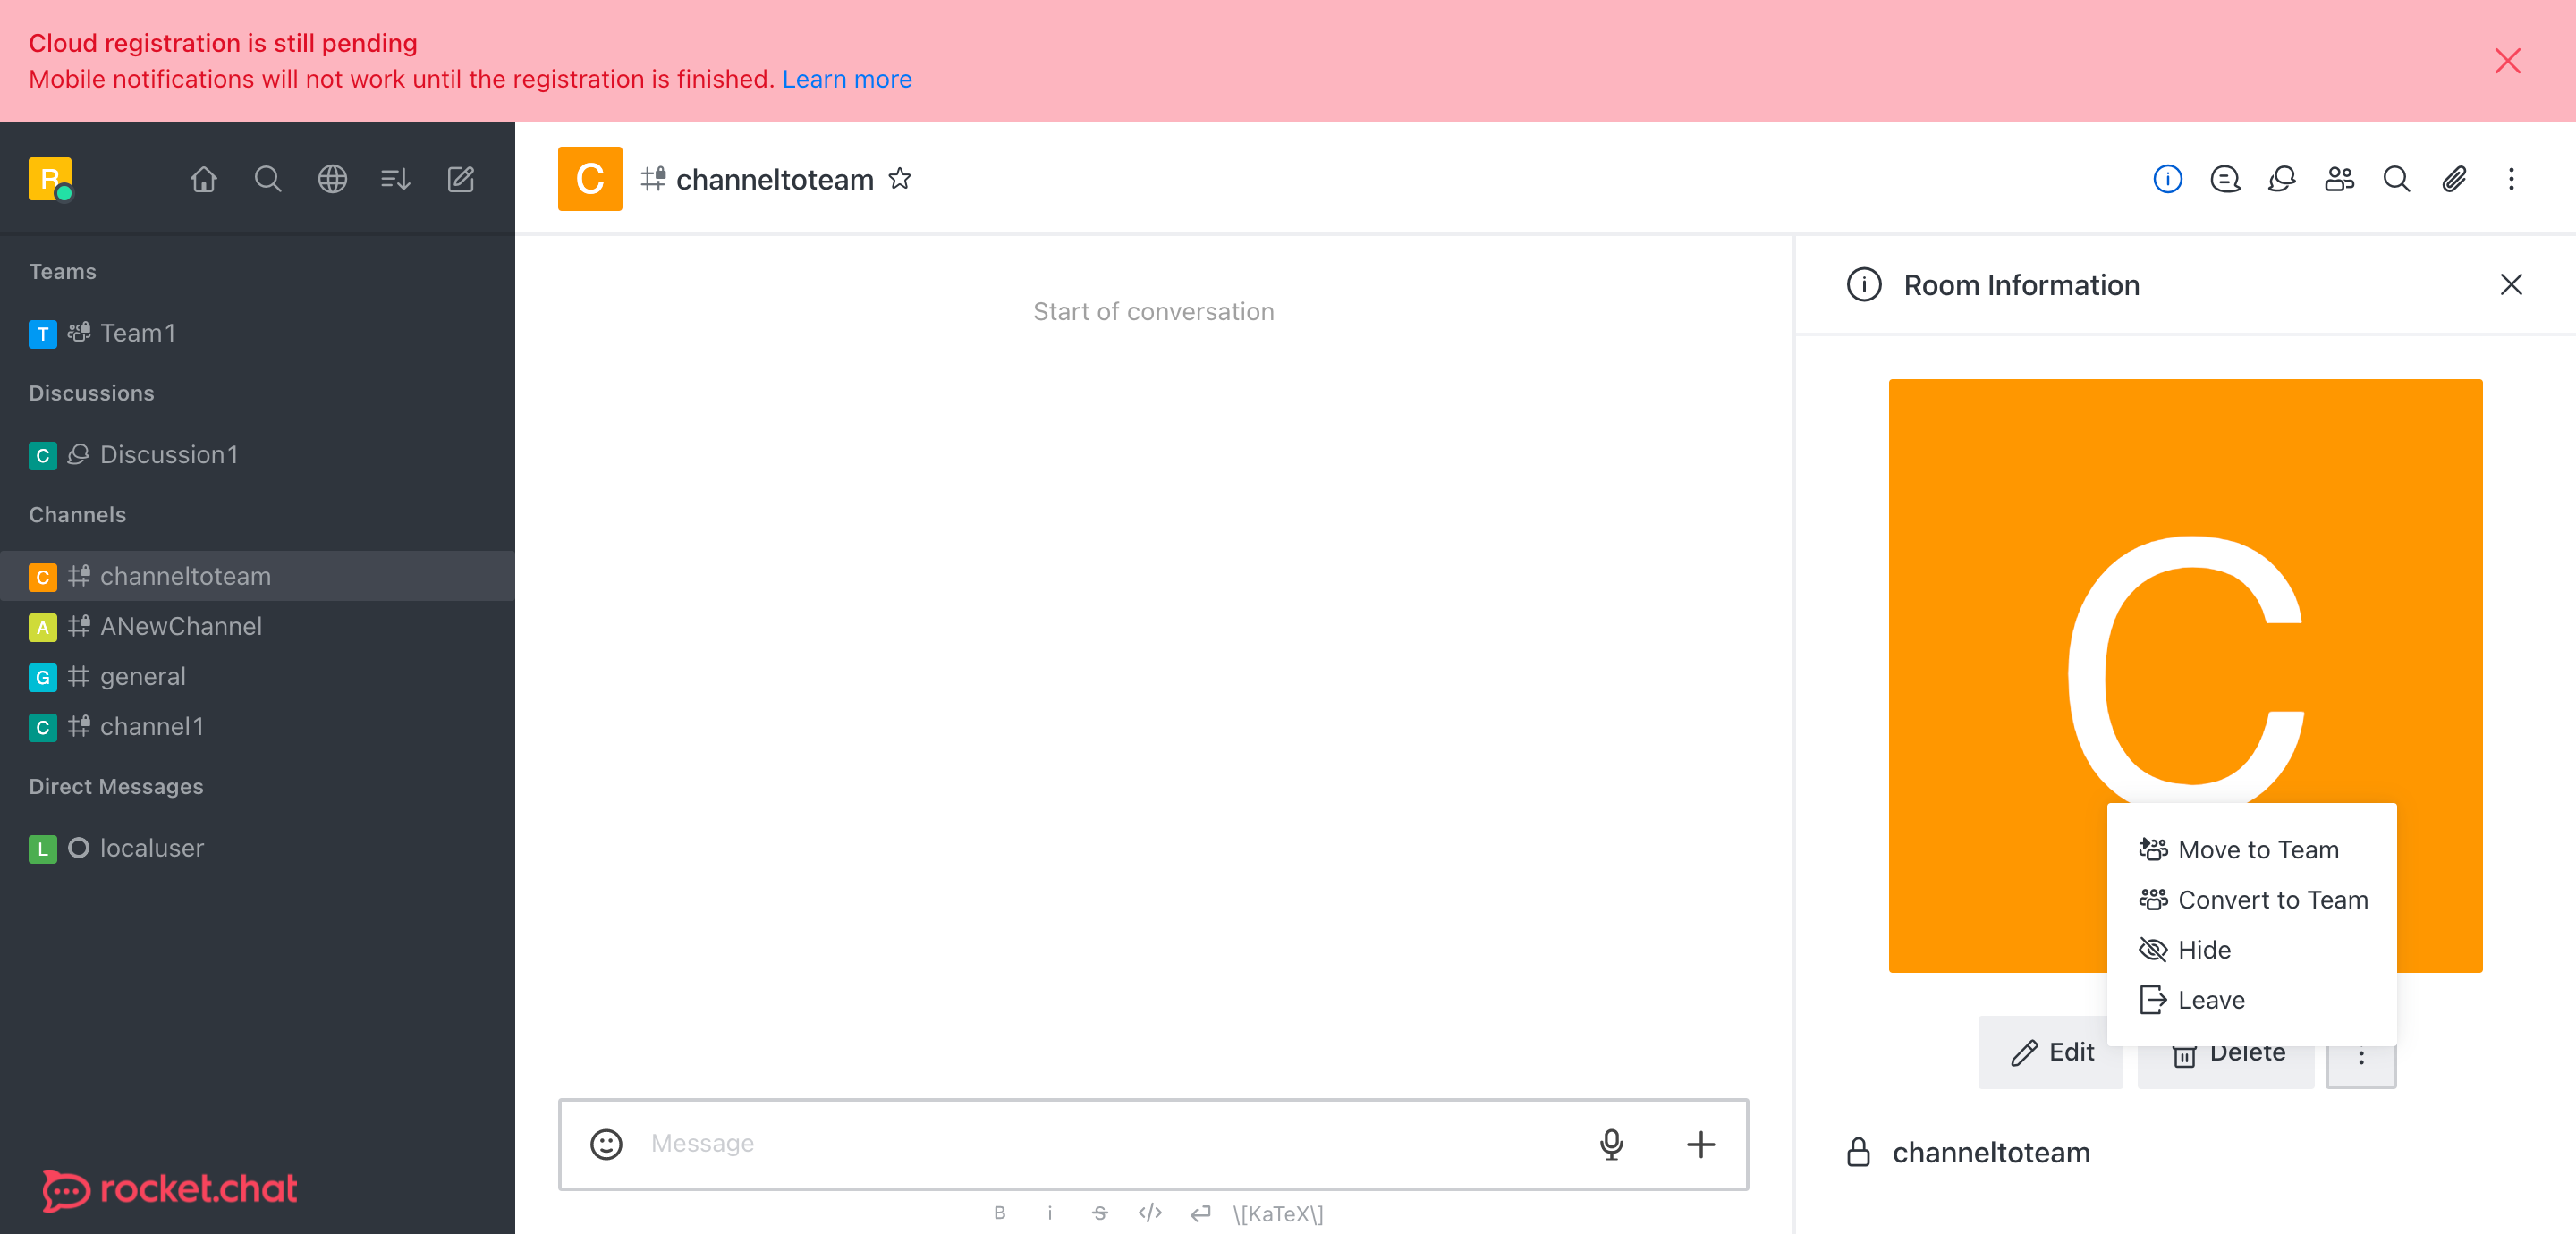 Cloud registration is still pending
Mobile notifications will not work until the registration is finished. Learn more
R
C channeltoteam
Teams
T Team1
Discussions
C Discussion1
Channels
C channeltoteam
A ANewChannel
G general
C channel1
Direct Messages
L localuser
rocket.chat
Start of conversation
Message
B i S </> \[KaTeX\]
Room Information
C
Move to Team
Convert to Team
Hide
Leave
Edit Delete
channeltoteam